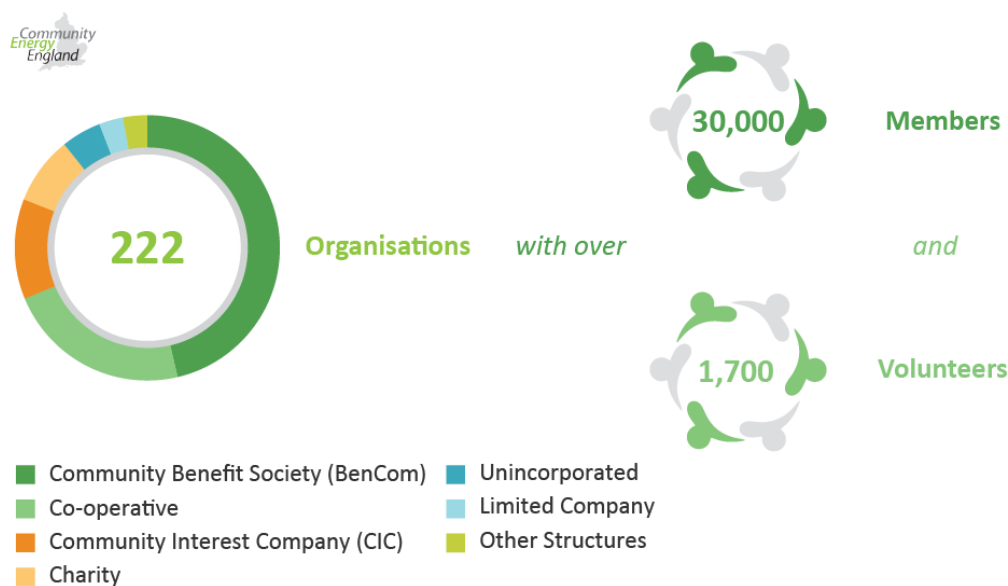 Community
Energy
England
222
Organisations
with over
30,000
Members
and
1,700
Volunteers
Community Benefit Society (BenCom)
Co-operative
Community Interest Company (CIC)
Charity
Unincorporated
Limited Company
Other Structures